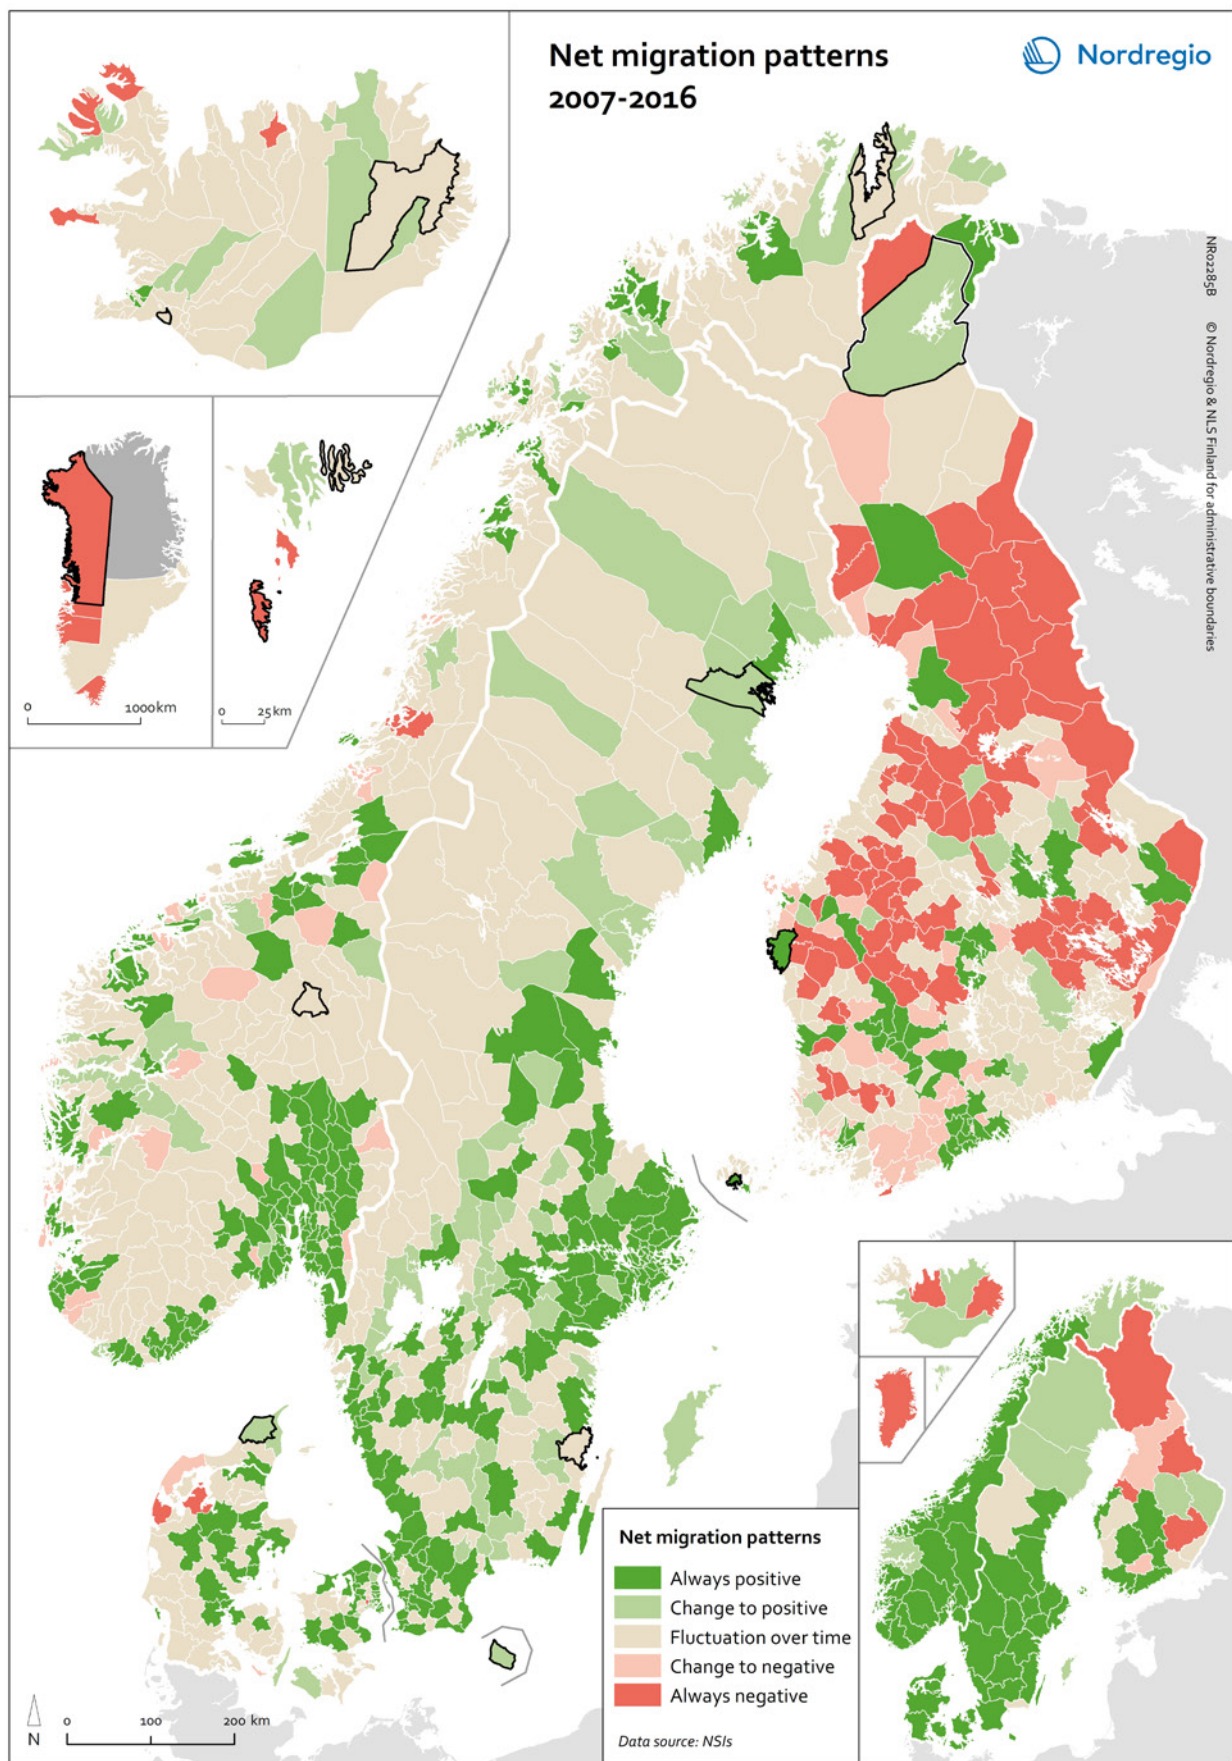 Net migration patterns
2007-2016
Nordregio
NR02285B © Nordregio & NLS Finland for administrative boundaries
0 1000km
0 25km
Net migration patterns
Always positive
Change to positive
Fluctuation over time
Change to negative
Always negative
Data source: NSIs
N
0 100 200 km